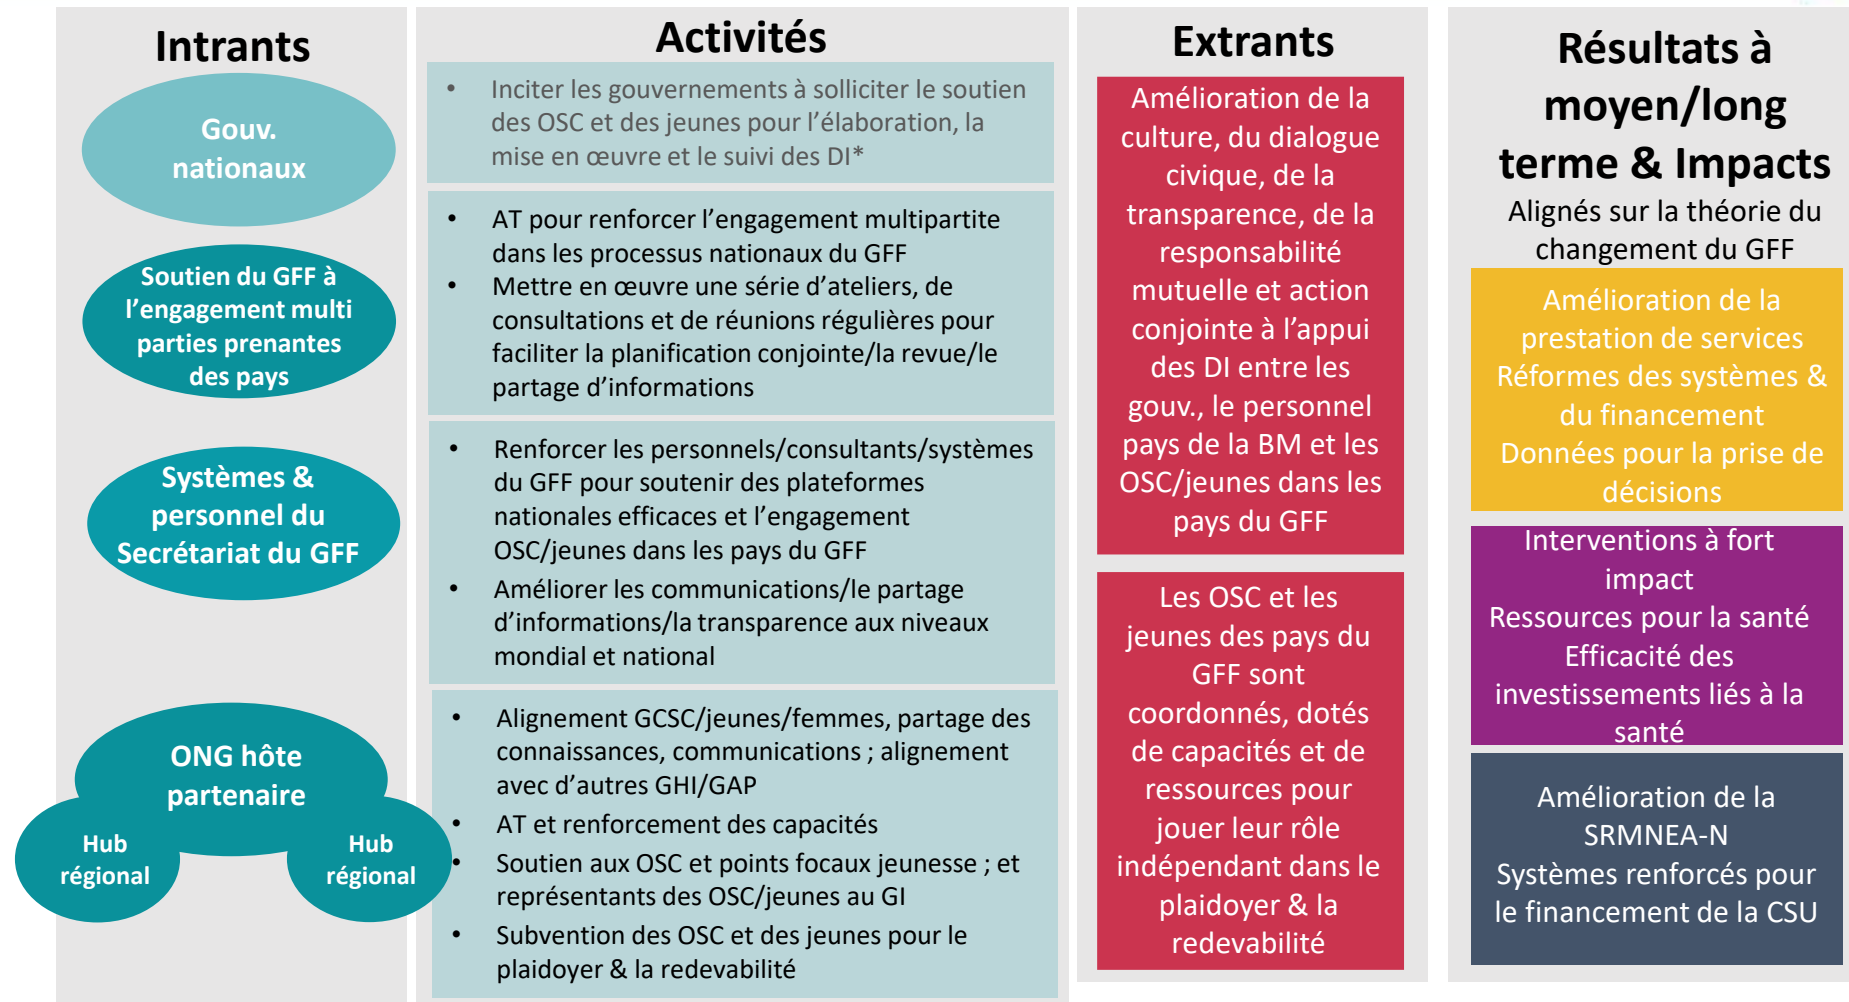 Intrants
Gouv.
nationaux
Soutien du GFF à
l’engagement multi
parties prenantes
des pays
Systèmes &
personnel du
Secrétariat du GFF
ONG hôte
partenaire
Hub
régional
Hub
régional
Activités
• Inciter les gouvernements à solliciter le soutien
des OSC et des jeunes pour l’élaboration, la
mise en œuvre et le suivi des DI*
• AT pour renforcer l’engagement multipartite
dans les processus nationaux du GFF
• Mettre en œuvre une série d’ateliers, de
consultations et de réunions régulières pour
faciliter la planification conjointe/la revue/le
partage d’informations
• Renforcer les personnels/consultants/systèmes
du GFF pour soutenir des plateformes
nationales efficaces et l’engagement
OSC/jeunes dans les pays du GFF
• Améliorer les communications/le partage
d’informations/la transparence aux niveaux
mondial et national
• Alignement GCSC/jeunes/femmes, partage des
connaissances, communications ; alignement
avec d’autres GHI/GAP
• AT et renforcement des capacités
• Soutien aux OSC et points focaux jeunesse ; et
représentants des OSC/jeunes au GI
• Subvention des OSC et des jeunes pour le
plaidoyer & la redevabilité
Extrants
Amélioration de la
culture, du dialogue
civique, de la
transparence, de la
responsabilité
mutuelle et action
conjointe à l’appui
des DI entre les
gouv., le personnel
pays de la BM et les
OSC/jeunes dans les
pays du GFF
Les OSC et les
jeunes des pays du
GFF sont
coordonnés, dotés
de capacités et de
ressources pour
jouer leur rôle
indépendant dans le
plaidoyer & la
redevabilité
Résultats à
moyen/long
terme & Impacts
Alignés sur la théorie du
changement du GFF
Amélioration de la
prestation de services
Réformes des systèmes &
du financement
Données pour la prise de
décisions
Interventions à fort
impact
Ressources pour la santé
Efficacité des
investissements liés à la
santé
Amélioration de la
SRMNEA-N
Systèmes renforcés pour
le financement de la CSU